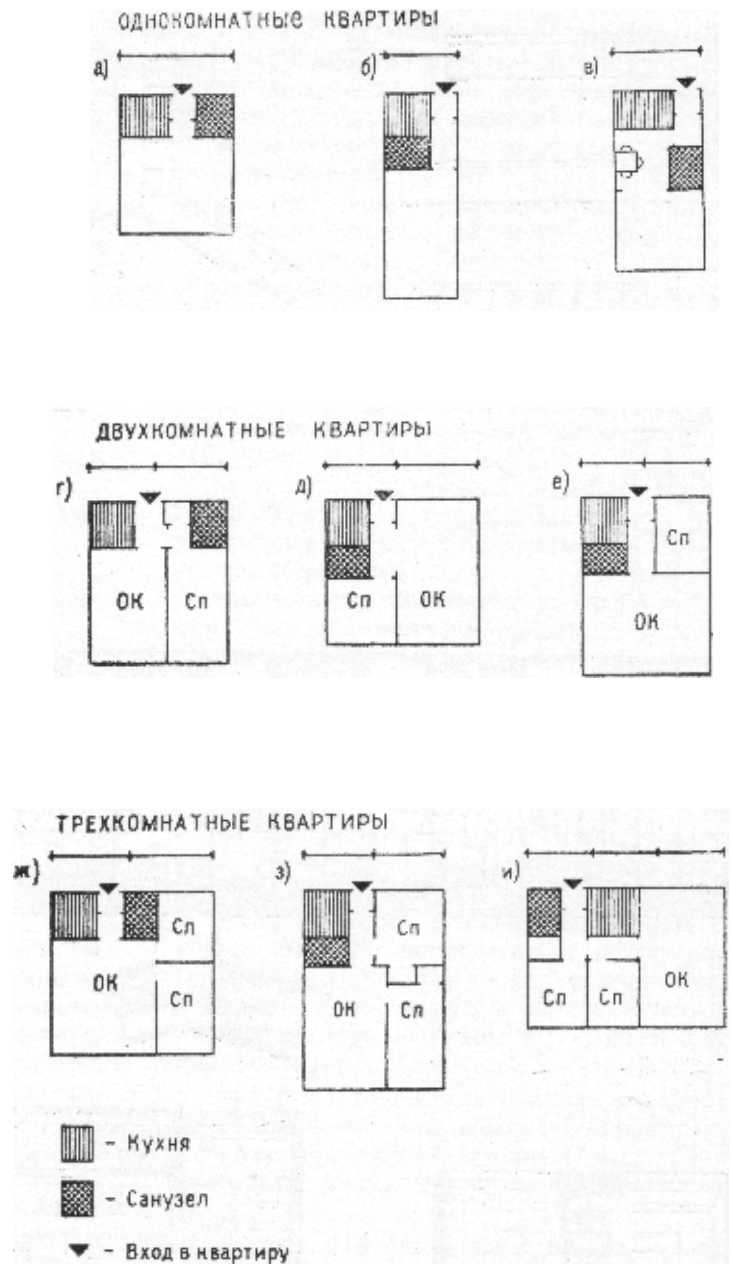 ОДНОКОМНАТНЫЕ КВАРТИРЫ
а) б) в)
ДВУХКОМНАТНЫЕ КВАРТИРЫ
г) д) е)
Сп
ОК Сп Сп ОК
ОК
ТРЕХКОМНАТНЫЕ КВАРТИРЫ
ж) з) и)
Сп Сп
ОК Сп ОК Сп Сп Сп ОК
- Кухня
- Санузел
- Вход в квартиру